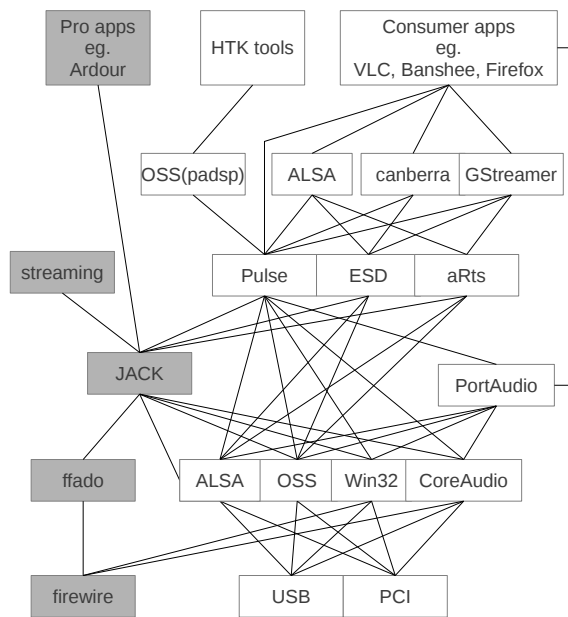 Pro apps
eg.
Ardour
HTK tools
Consumer apps
eg.
VLC, Banshee, Firefox
OSS(padsp)
ALSA
canberra
GStreamer
streaming
Pulse
ESD
aRts
JACK
PortAudio
ffado
ALSA
OSS
Win32
CoreAudio
firewire
USB
PCI